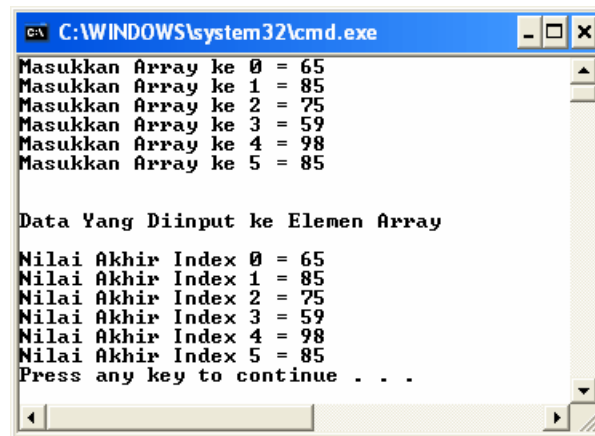 C:\WINDOWS\system32\cmd.exe
Masukkan Array ke 0 = 65
Masukkan Array ke 1 = 85
Masukkan Array ke 2 = 75
Masukkan Array ke 3 = 59
Masukkan Array ke 4 = 98
Masukkan Array ke 5 = 85
Data Yang Diinput ke Elemen Array
Nilai Akhir Index 0 = 65
Nilai Akhir Index 1 = 85
Nilai Akhir Index 2 = 75
Nilai Akhir Index 3 = 59
Nilai Akhir Index 4 = 98
Nilai Akhir Index 5 = 85
Press any key to continue . . .